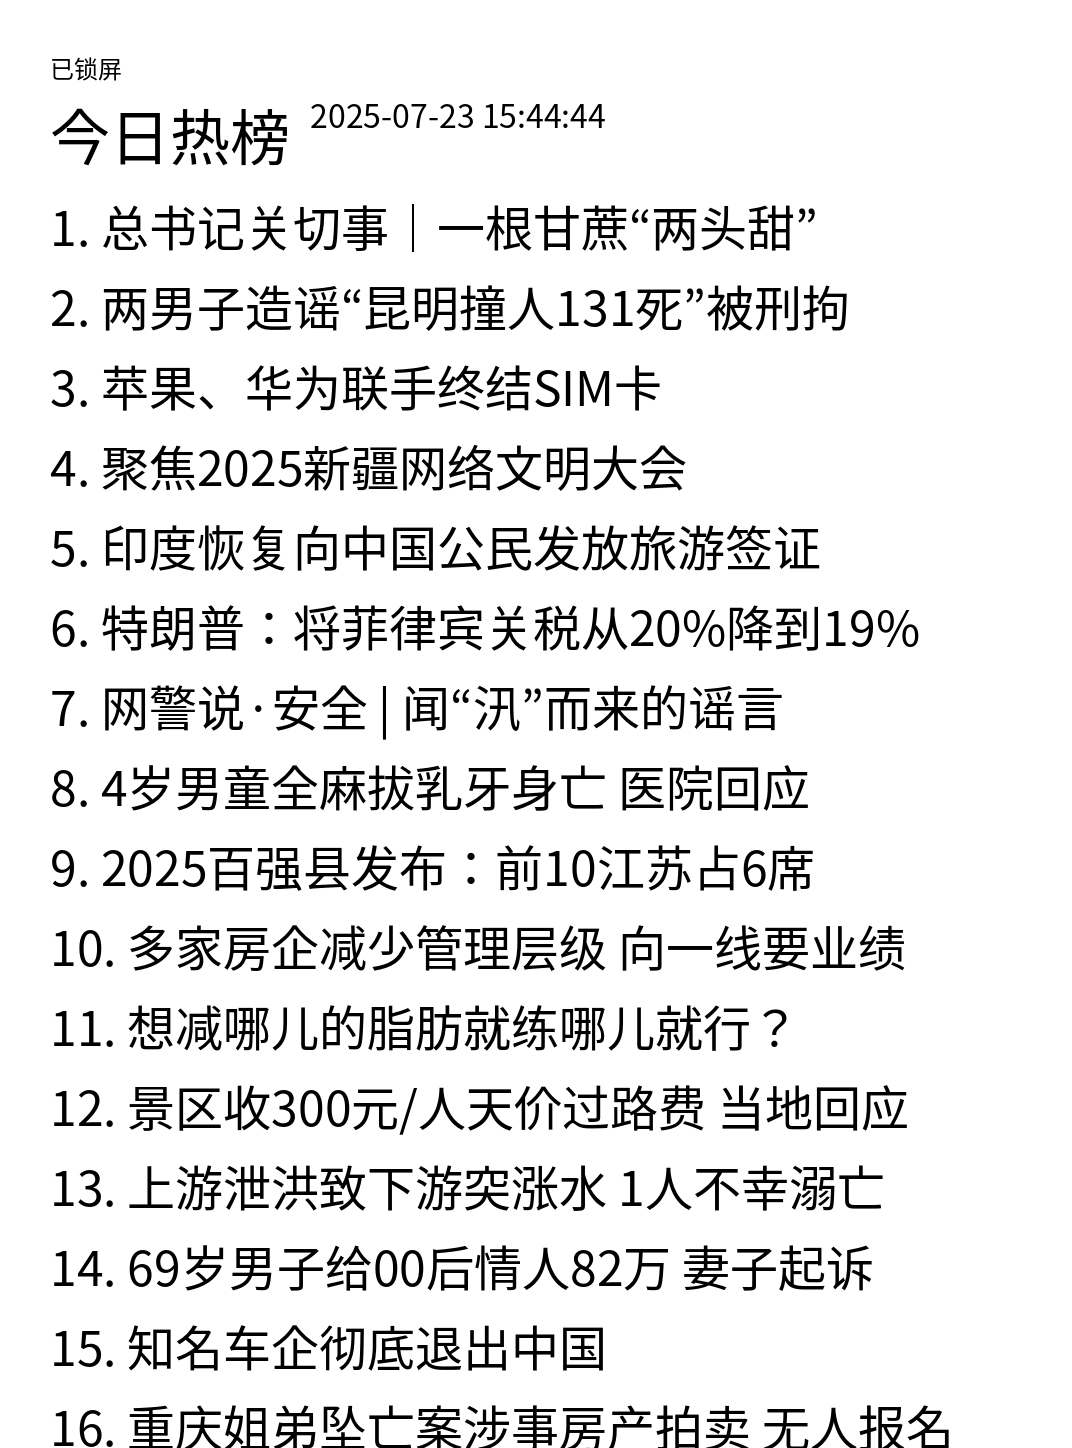 已锁屏
今日热榜 2025-07-23 15:44:44
1. 总书记关切事｜一根甘蔗“两头甜”
2. 两男子造谣“昆明撞人131死”被刑拘
3. 苹果、华为联手终结SIM卡
4. 聚焦2025新疆网络文明大会
5. 印度恢复向中国公民发放旅游签证
6. 特朗普：将菲律宾关税从20%降到19%
7. 网警说·安全 | 闻“汛”而来的谣言
8. 4岁男童全麻拔乳牙身亡 医院回应
9. 2025百强县发布：前10江苏占6席
10. 多家房企减少管理层级 向一线要业绩
11. 想减哪儿的脂肪就练哪儿就行？
12. 景区收300元/人天价过路费 当地回应
13. 上游泄洪致下游突涨水 1人不幸溺亡
14. 69岁男子给00后情人82万 妻子起诉
15. 知名车企彻底退出中国
16. 重庆姐弟坠亡案涉事房产拍卖 无人报名